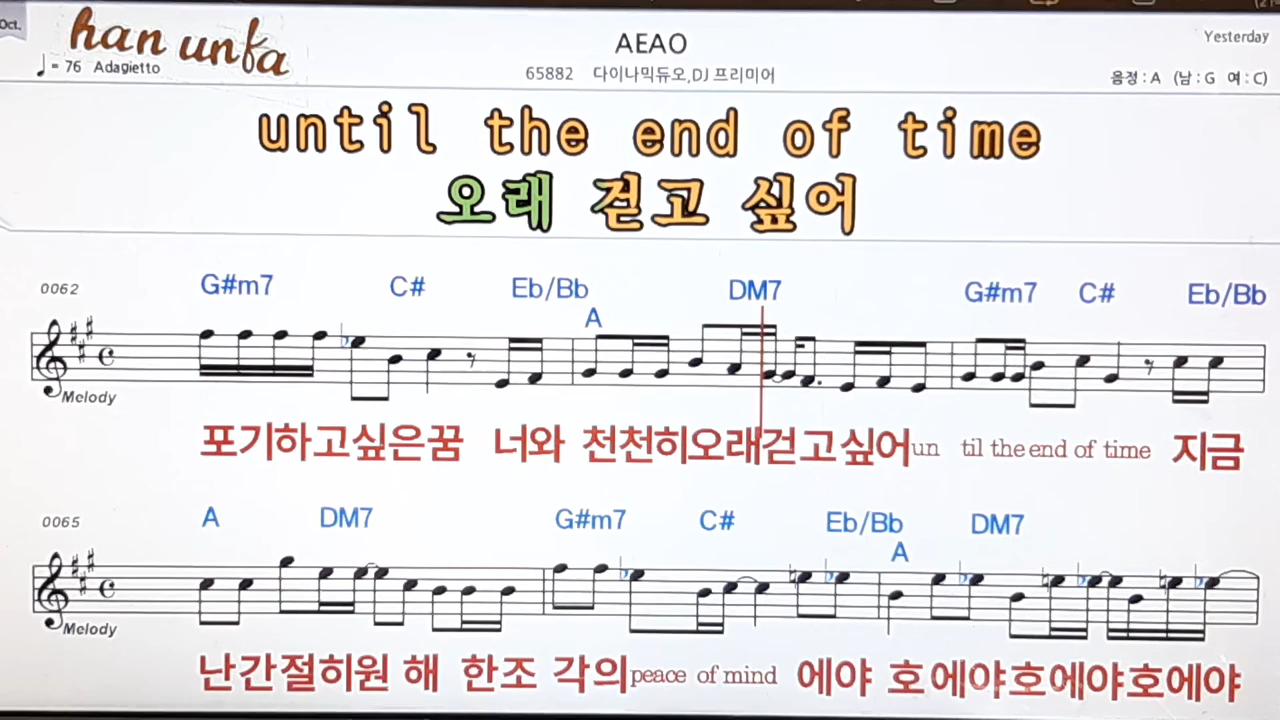 Oct.
han unfa
AEAO
Yesterday
♩= 76 Adagietto
65882 다이나믹듀오,DJ 프리미어
음정 : A (남 : G 여 : C)
until the end of time
오래 걷고 싶어
0062
G#m7 C# Eb/Bb A DM7 G#m7 C# Eb/Bb
Melody
포기하고싶은꿈 너와 천천히오래걷고싶어un til the end of time 지금
0065
A DM7 G#m7 C# Eb/Bb A DM7
Melody
난간절히원 해 한조 각의peace of mind 에야 호에야호에야호에야